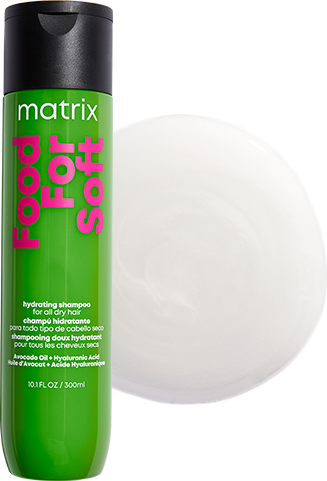 matrix
Food
For
Soft
hydrating shampoo
for all dry hair
champú hidratante
para todo tipo de cabello seco
shampooing doux hydratant
pour tous les cheveux secs
Avocado Oil + Hyaluronic Acid
Huile d'Avocat + Acide Hyaluronique
10.1 FL OZ / 300ml